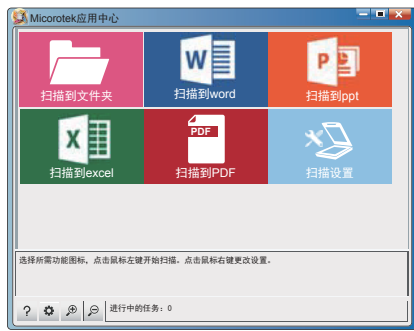 Micorotek应用中心
扫描到文件夹
W
扫描到word
P
扫描到ppt
X
扫描到excel
PDF
扫描到PDF
扫描设置
选择所需功能图标，点击鼠标左键开始扫描。点击鼠标右键更改设置。
?
进行中的任务：0